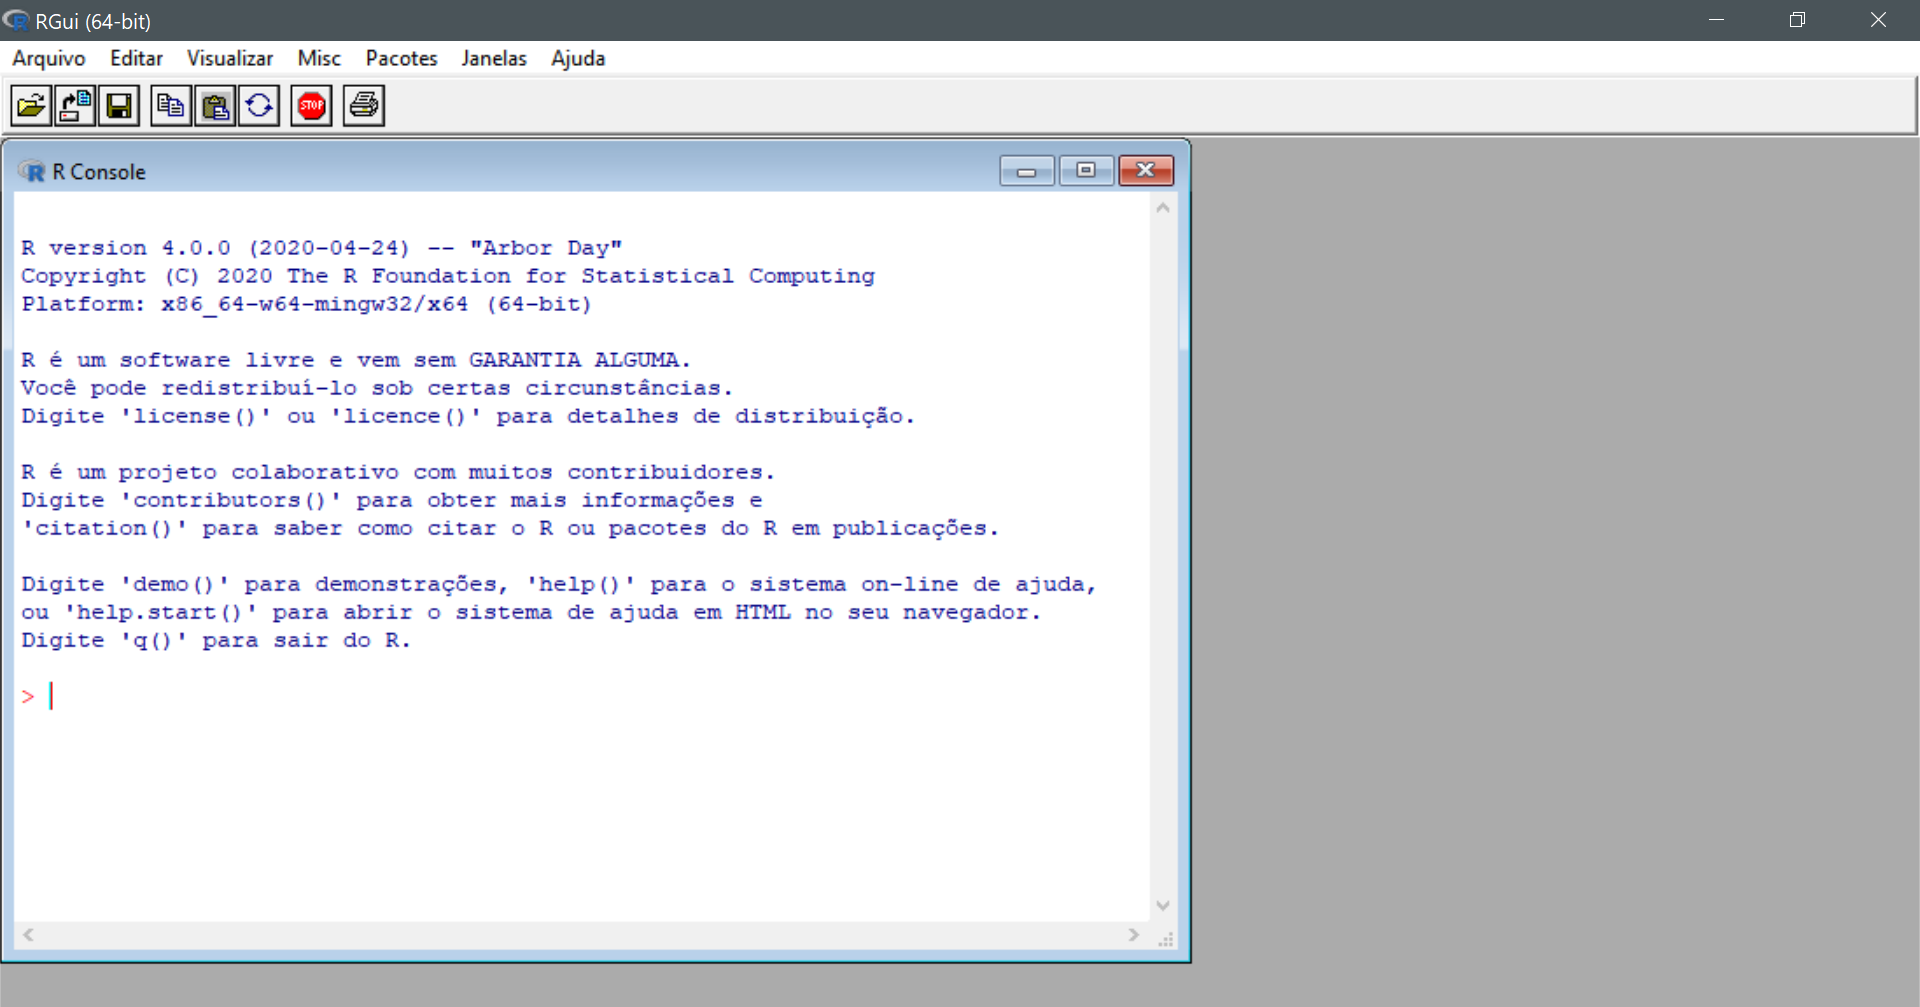 RGui (64-bit)
Arquivo Editar Visualizar Misc Pacotes Janelas Ajuda
STOP
R Console
R version 4.0.0 (2020-04-24) -- "Arbor Day"
Copyright (C) 2020 The R Foundation for Statistical Computing
Platform: x86_64-w64-mingw32/x64 (64-bit)
R é um software livre e vem sem GARANTIA ALGUMA.
Você pode redistribuí-lo sob certas circunstâncias.
Digite 'license()' ou 'licence()' para detalhes de distribuição.
R é um projeto colaborativo com muitos contribuidores.
Digite 'contributors()' para obter mais informações e
'citation()' para saber como citar o R ou pacotes do R em publicações.
Digite 'demo()' para demonstrações, 'help()' para o sistema on-line de ajuda,
ou 'help.start()' para abrir o sistema de ajuda em HTML no seu navegador.
Digite 'q()' para sair do R.
>